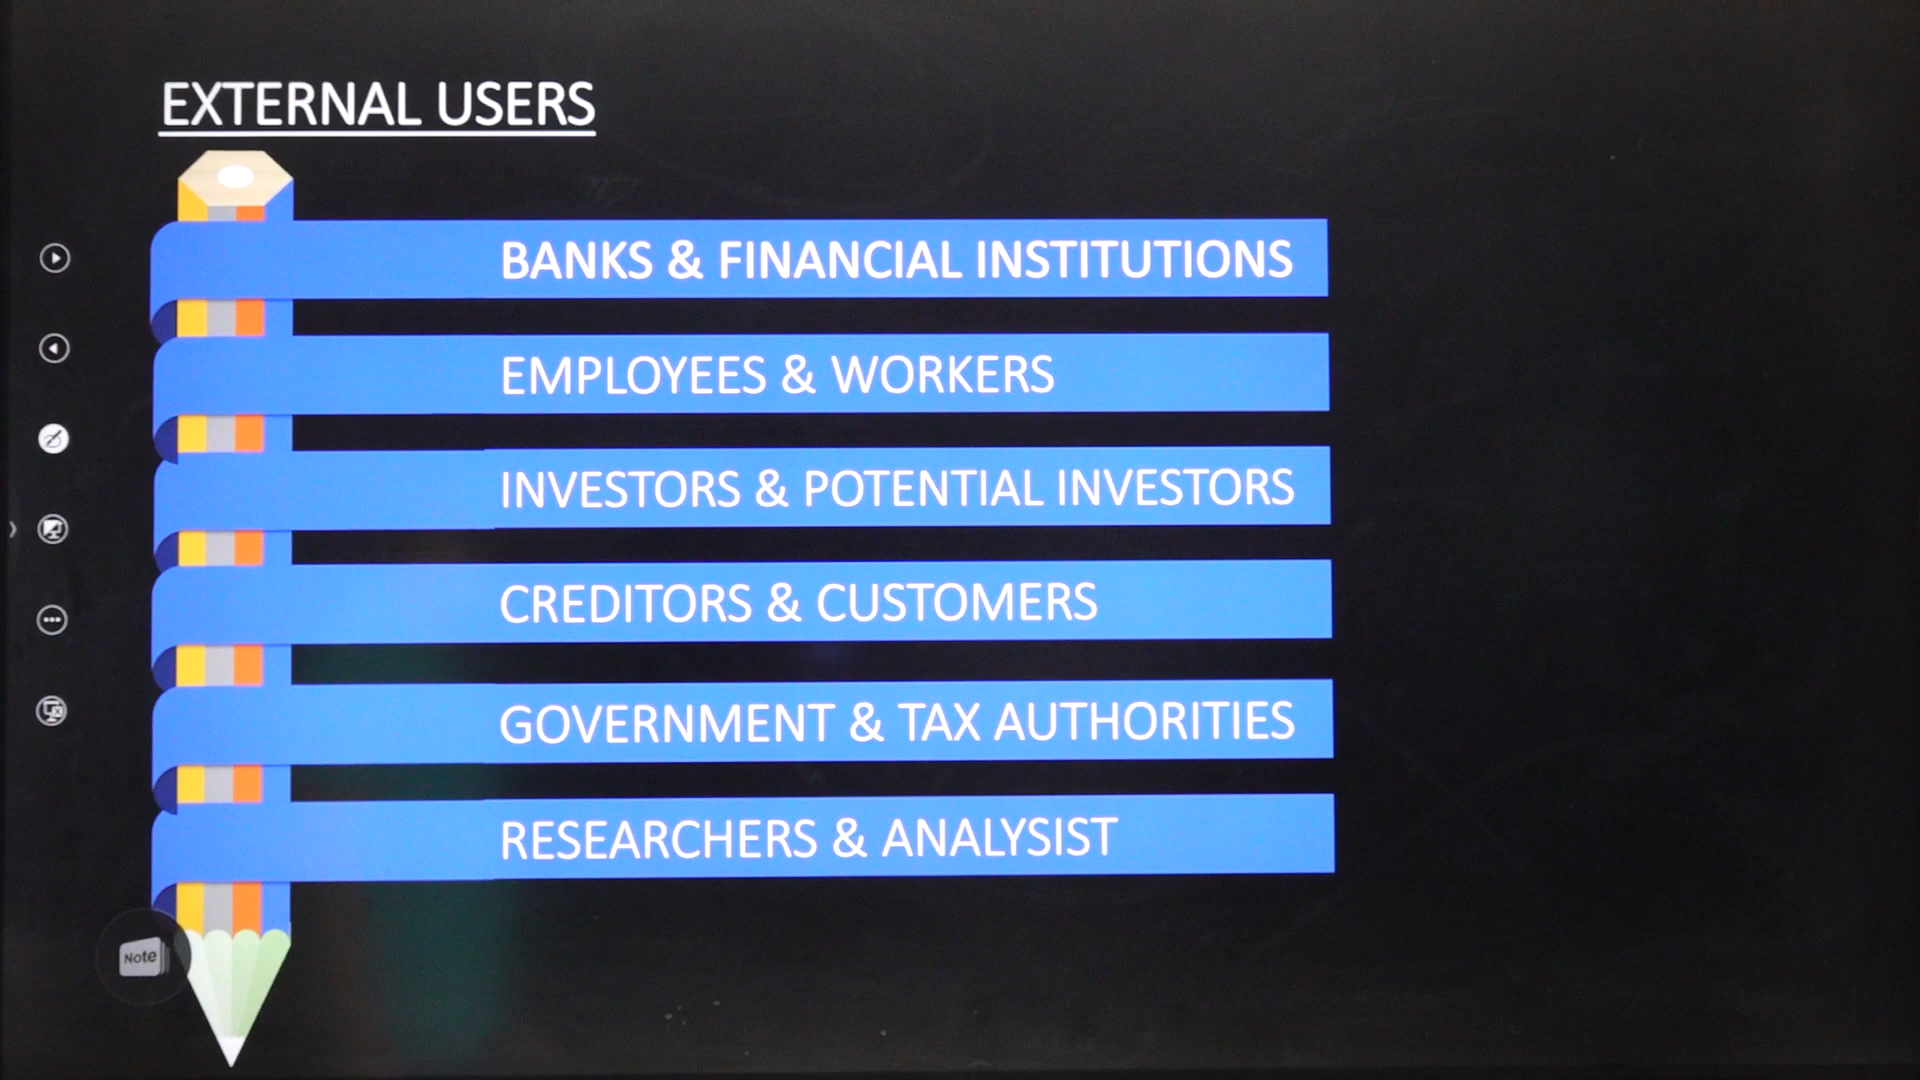 EXTERNAL USERS
BANKS & FINANCIAL INSTITUTIONS
EMPLOYEES & WORKERS
INVESTORS & POTENTIAL INVESTORS
CREDITORS & CUSTOMERS
GOVERNMENT & TAX AUTHORITIES
RESEARCHERS & ANALYSIST
Note